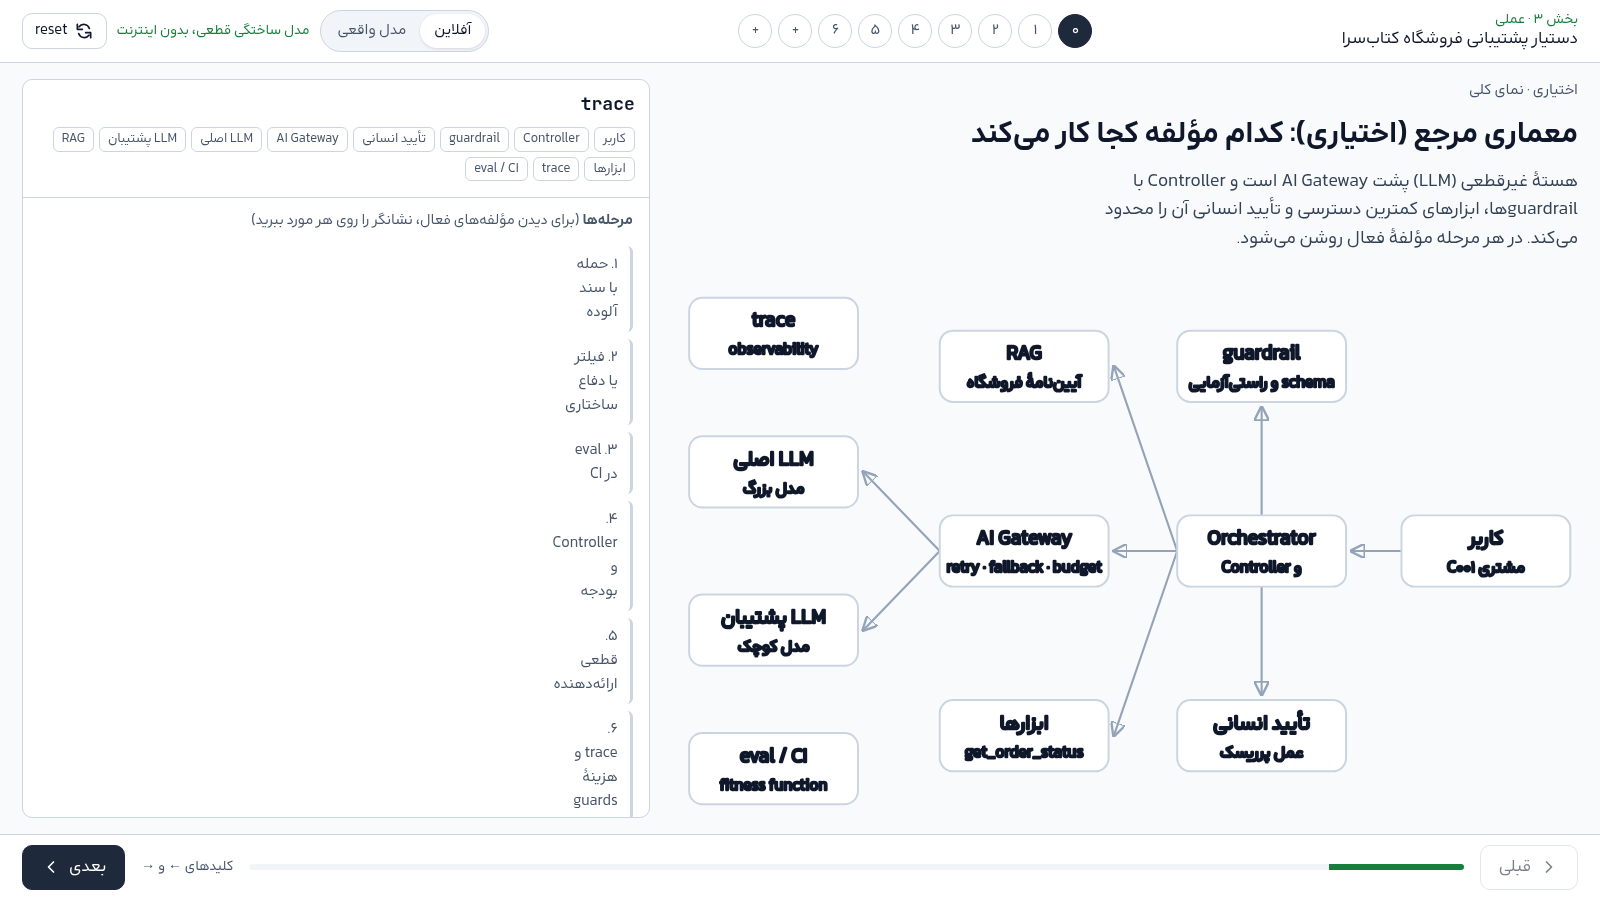 بخش ۳ · عملی
دستیار پشتیبانی فروشگاه کتاب‌سرا
۰
۱
۲
۳
۴
۵
۶
+
+
آفلاین
مدل واقعی
مدل ساختگی قطعی، بدون اینترنت
reset
اختیاری · نمای کلی
معماری مرجع (اختیاری): کدام مؤلفه کجا کار می‌کند
هستهٔ غیرقطعی (LLM) پشت AI Gateway است و Controller با
guardrailها، ابزارهای کمترین دسترسی و تأیید انسانی آن را محدود
می‌کند. در هر مرحله مؤلفهٔ فعال روشن می‌شود.
کاربر
مشتری C۰۰۱
Orchestrator
و Controller
guardrail
schema و راستی‌آزمایی
تأیید انسانی
عمل پرریسک
RAG
آیین‌نامهٔ فروشگاه
AI Gateway
retry · fallback · budget
ابزارها
get_order_status
trace
observability
LLM اصلی
مدل بزرگ
LLM پشتیبان
مدل کوچک
eval / CI
fitness function
trace
کاربر
Controller
guardrail
تأیید انسانی
AI Gateway
LLM اصلی
LLM پشتیبان
RAG
ابزارها
trace
eval / CI
مرحله‌ها (برای دیدن مؤلفه‌های فعال، نشانگر را روی هر مورد ببرید)
۱. حمله
با سند
آلوده
۲. فیلتر
یا دفاع
ساختاری
۳. eval
در CI
۴.
Controller
و
بودجه
۵.
قطعی
ارائه‌دهنده
۶.
trace و
هزینهٔ
guards
قبلی
کلیدهای ← و →
بعدی